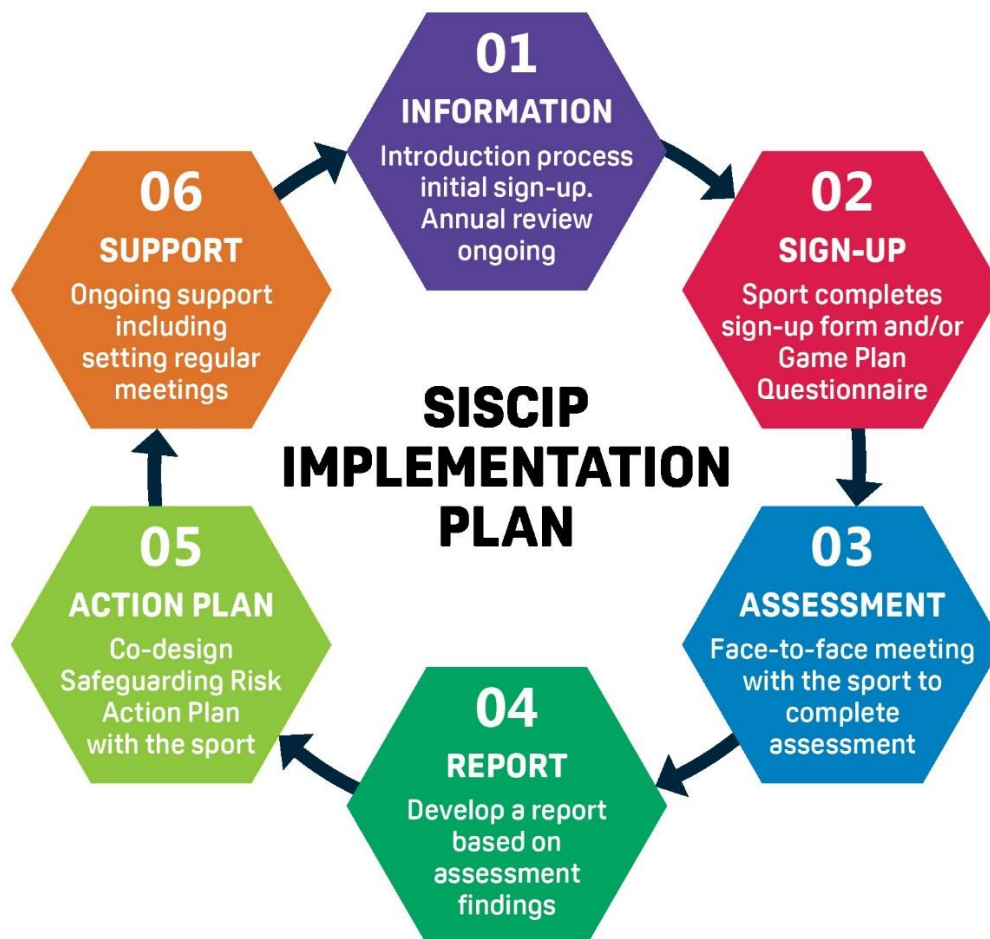 01
INFORMATION
Introduction process
initial sign-up.
Annual review
ongoing
02
SIGN-UP
Sport completes
sign-up form and/or
Game Plan
Questionnaire
03
ASSESSMENT
Face-to-face meeting
with the sport to
complete
assessment
04
REPORT
Develop a report
based on
assessment
findings
05
ACTION PLAN
Co-design
Safeguarding Risk
Action Plan
with the sport
06
SUPPORT
Ongoing support
including
setting regular
meetings
SISCIP
IMPLEMENTATION
PLAN